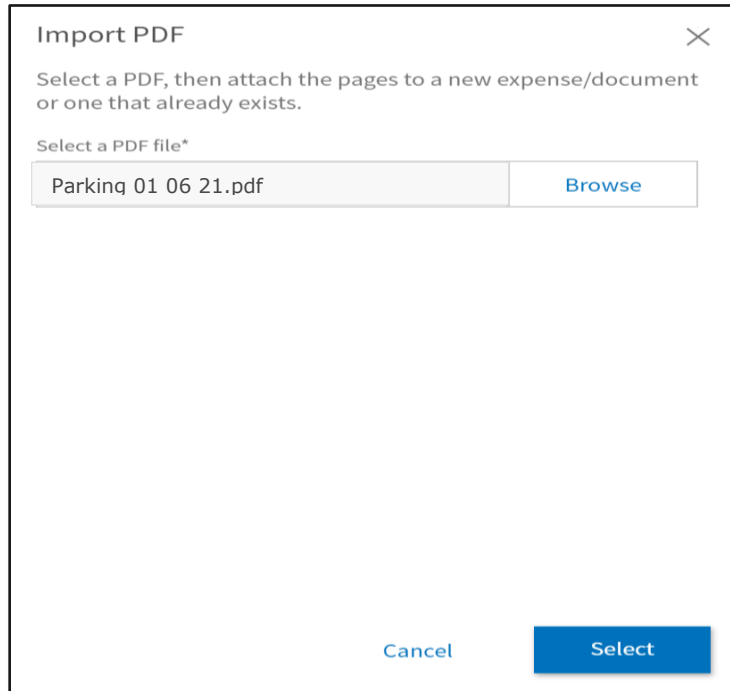 Import PDF
Select a PDF, then attach the pages to a new expense/document
or one that already exists.
Select a PDF file*
Parking 01 06 21.pdf
Browse
Cancel
Select